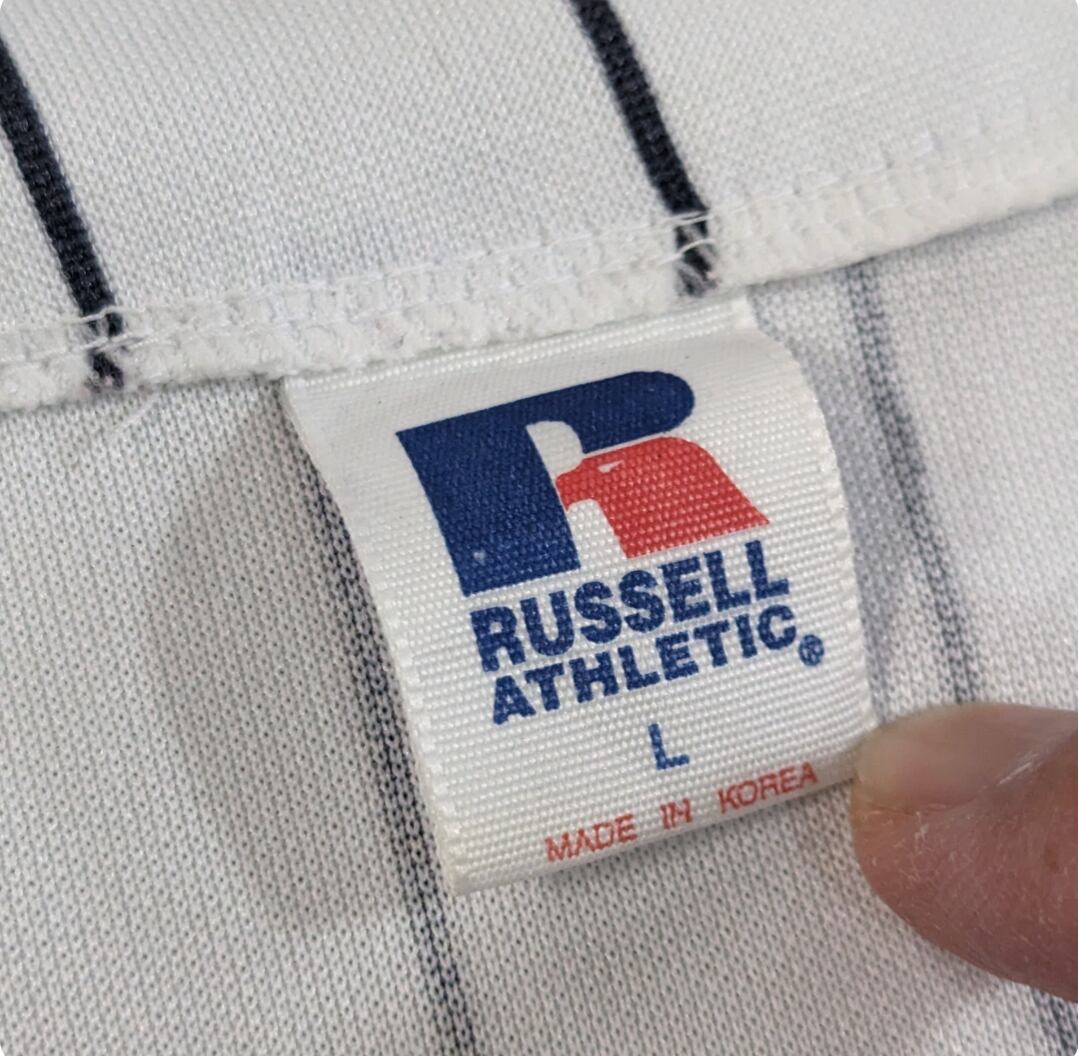 RUSSELL
ATHLETIC®
L
MADE IN KOREA